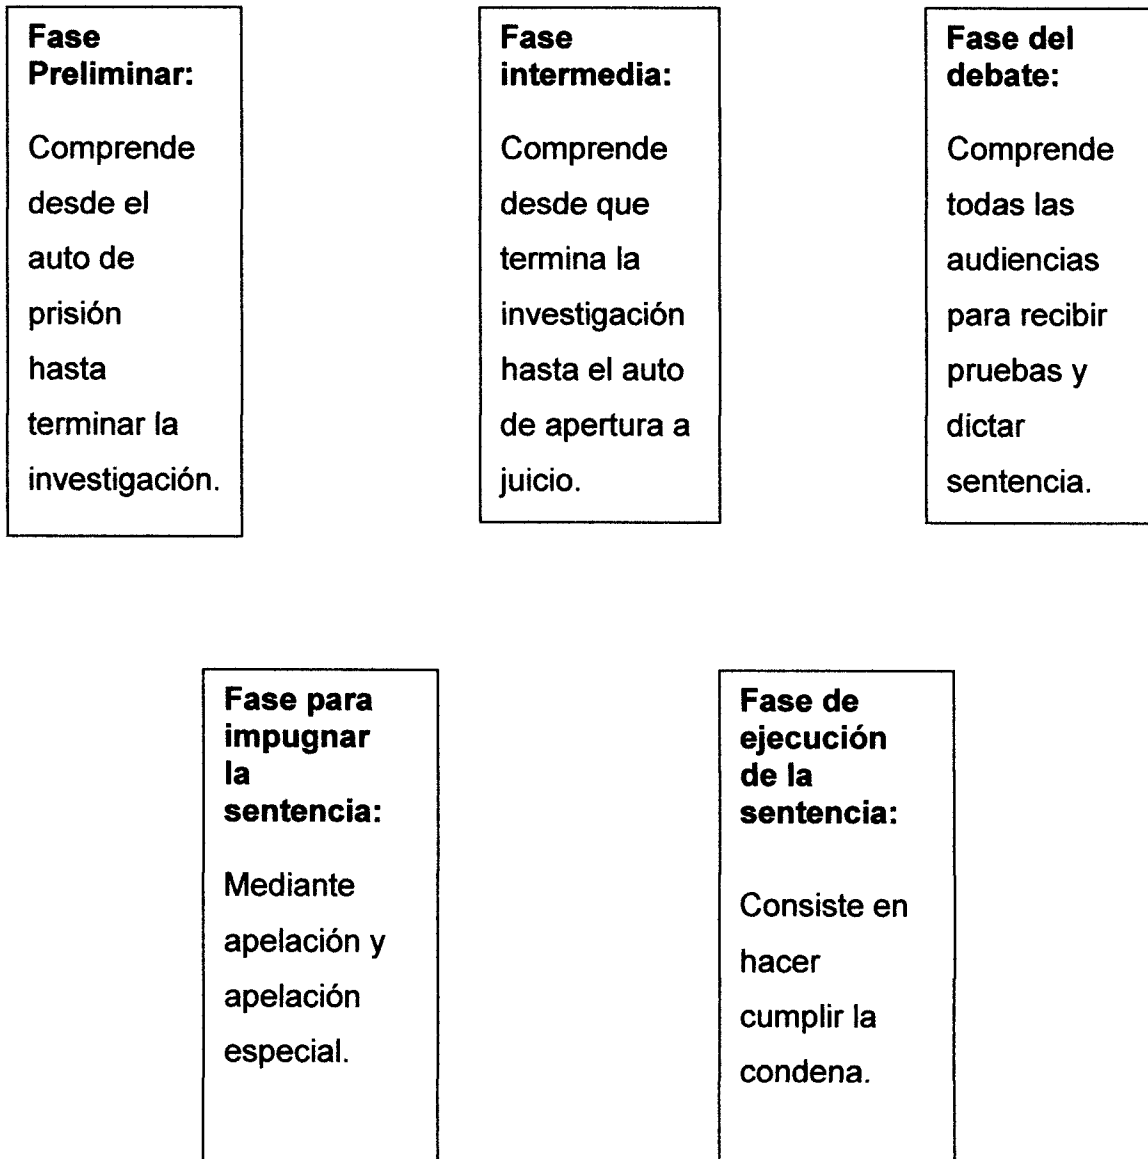 Fase
Preliminar:
Comprende
desde el
auto de
prisión
hasta
terminar la
investigación.
Fase
intermedia:
Comprende
desde que
termina la
investigación
hasta el auto
de apertura a
juicio.
Fase del
debate:
Comprende
todas las
audiencias
para recibir
pruebas y
dictar
sentencia.
Fase para
impugnar
la
sentencia:
Mediante
apelación y
apelación
especial.
Fase de
ejecución
de la
sentencia:
Consiste en
hacer
cumplir la
condena.